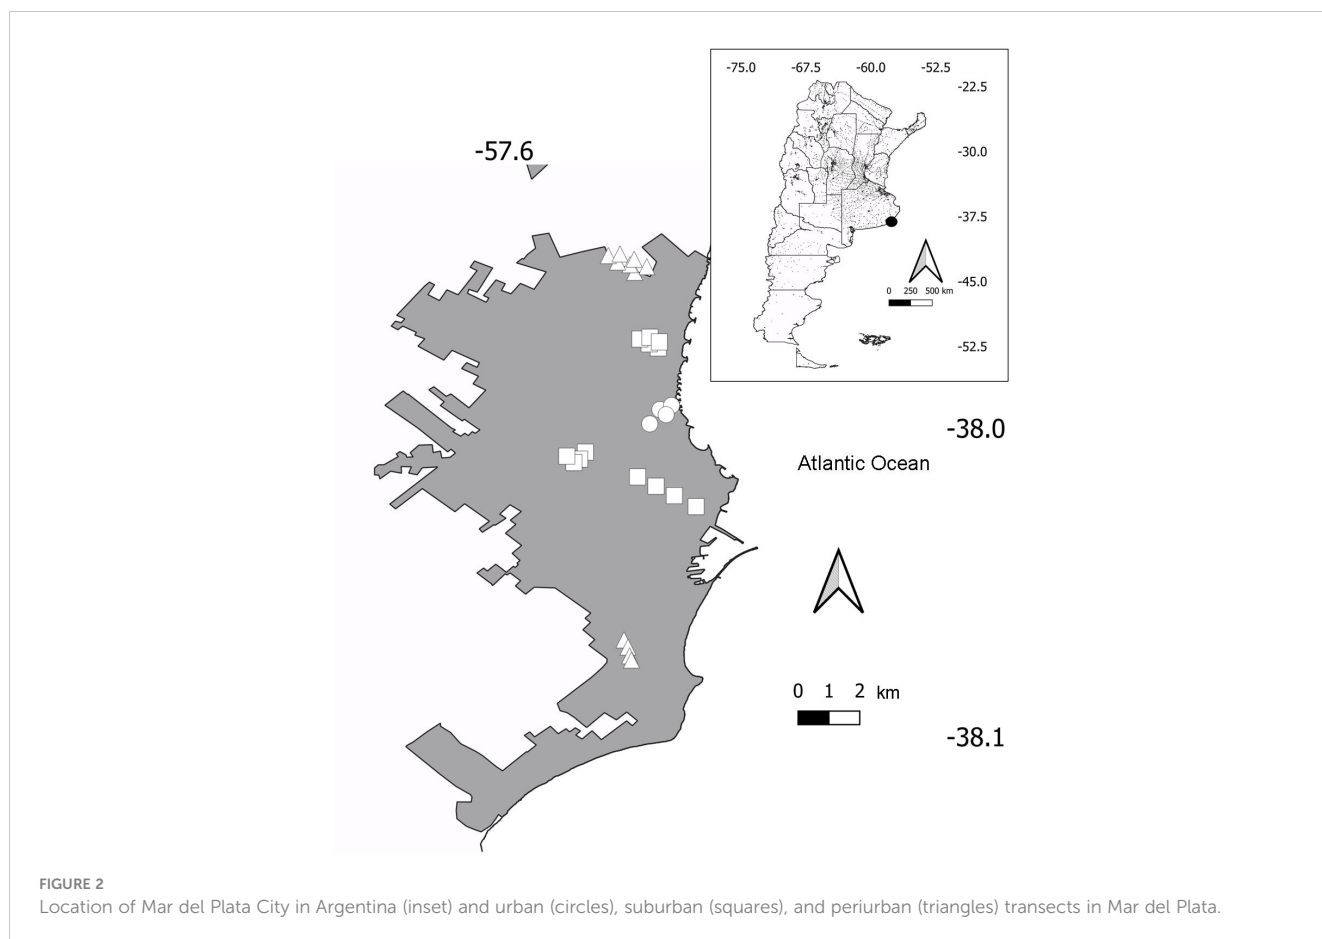 -75.0 -67.5 -60.0 -52.5
-22.5
-30.0
-37.5
-45.0
0 250 500 km
-52.5
-57.6
-38.0
Atlantic Ocean
0 1 2 km
-38.1
FIGURE 2
Location of Mar del Plata City in Argentina (inset) and urban (circles), suburban (squares), and periurban (triangles) transects in Mar del Plata.